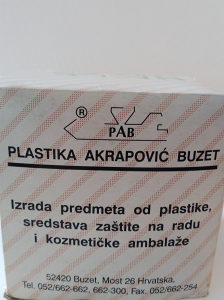 ®
PAB
PLASTIKA AKRAPOVIĆ BUZET
Izrada predmeta od plastike,
sredstava zaštite na radu
i kozmetičke ambalaže
52420 Buzet, Most 26 Hrvatska,
Tel. 052/662-662, 662-300, Fax. 052/662-254